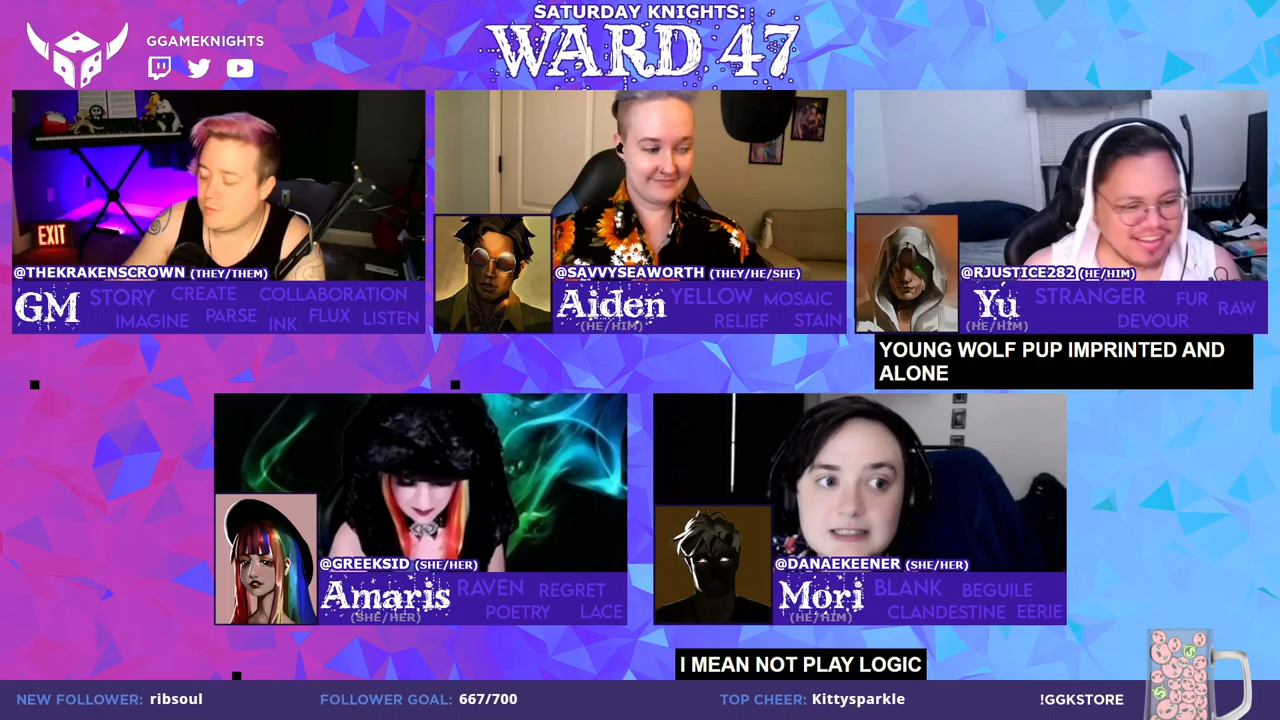 SATURDAY KNIGHTS:
WARD 47
GGAMEKNIGHTS
EXIT
@THEKRAKENSCROWN (THEY/THEM)
GM
STORY CREATE COLLABORATION
IMAGINE PARSE INK FLUX LISTEN
@SAVVYSEAWORTH (THEY/HE/SHE)
Aiden
(HE/HIM)
YELLOW MOSAIC
RELIEF STAIN
@RJUSTICE282 (HE/HIM)
Yu
(HE/HIM)
STRANGER FUR RAW
DEVOUR
YOUNG WOLF PUP IMPRINTED AND
ALONE
@GREEKSID (SHE/HER)
Amaris
(SHE/HER)
RAVEN REGRET
POETRY LACE
@DANAEKEENER (SHE/HER)
Mori
(HE/HIM)
BLANK BEGUILE
CLANDESTINE EERIE
I MEAN NOT PLAY LOGIC
NEW FOLLOWER: ribsoul
FOLLOWER GOAL: 667/700
TOP CHEER: Kittysparkle
!GGKSTORE